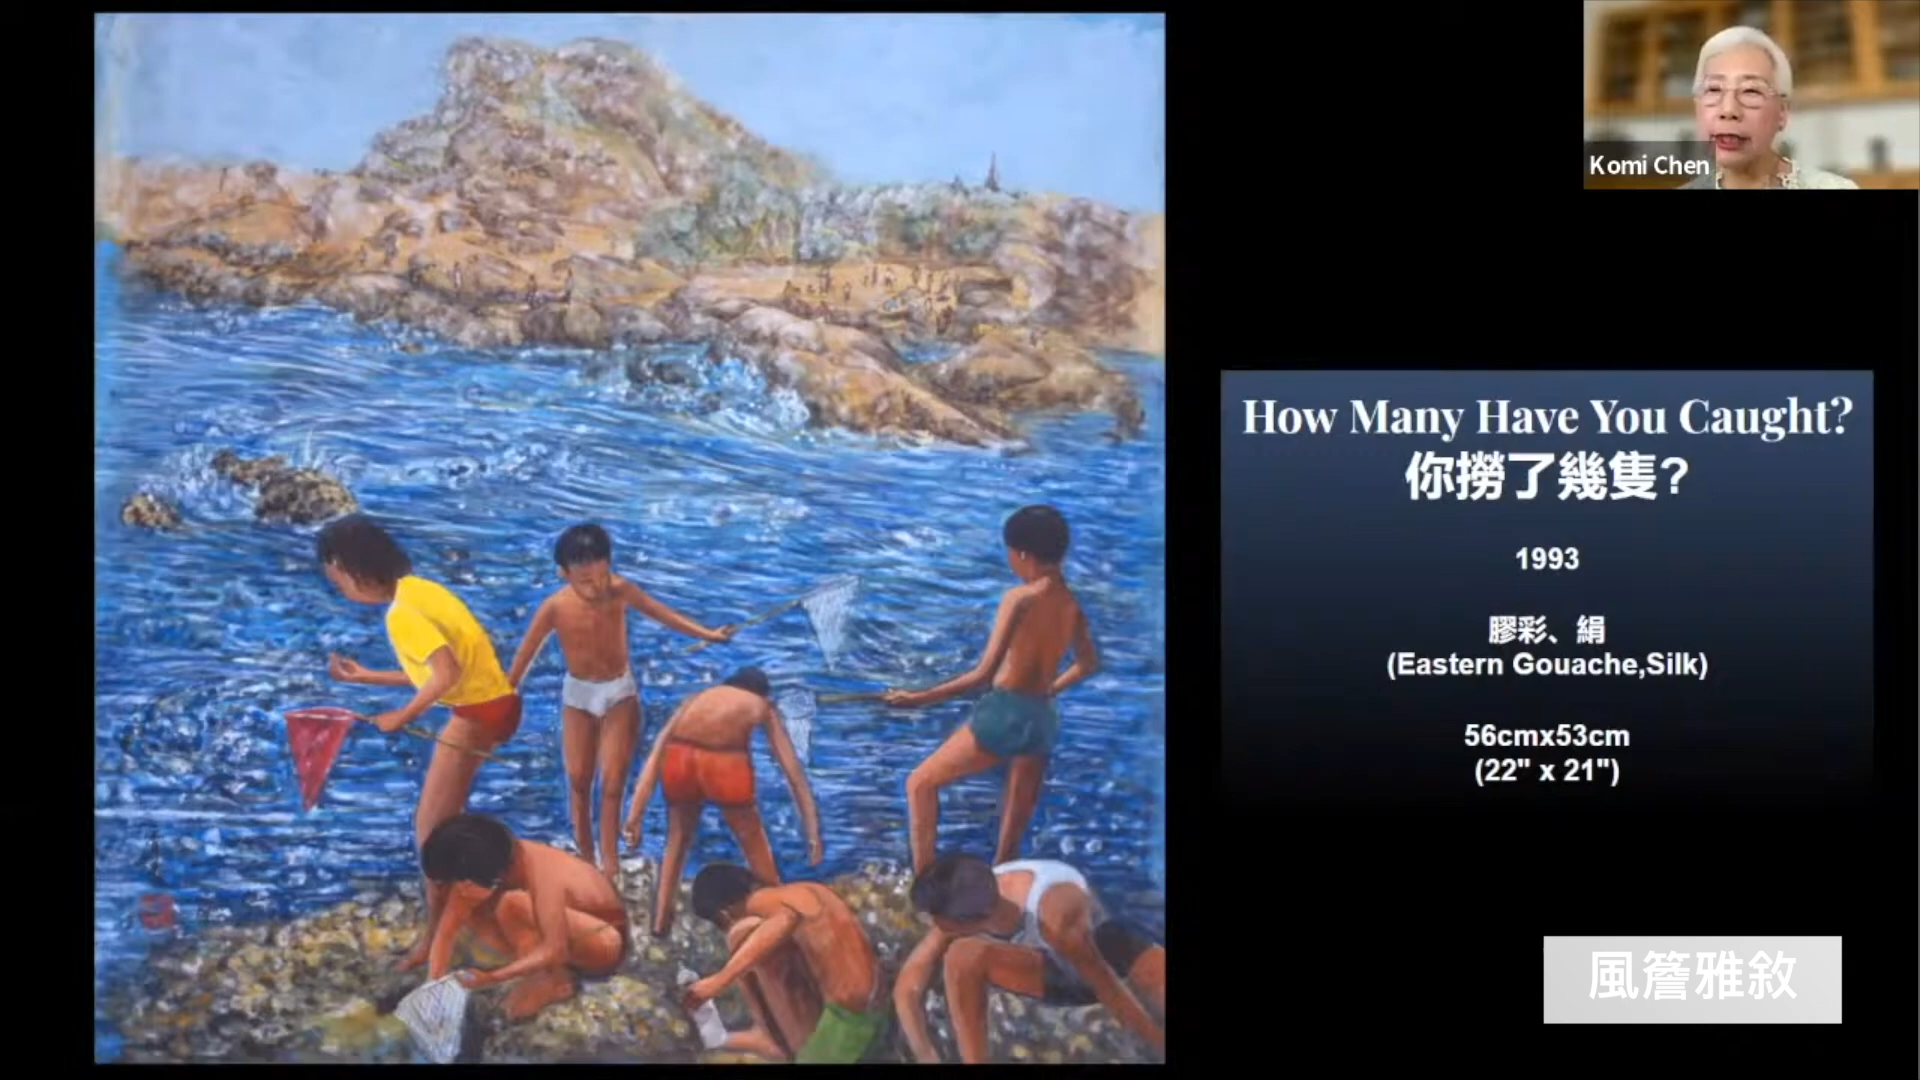 Komi Chen
How Many Have You Caught?
你撈了幾隻?
1993
膠彩、絹
(Eastern Gouache,Silk)
56cmx53cm
(22" x 21")
風簷雅敘